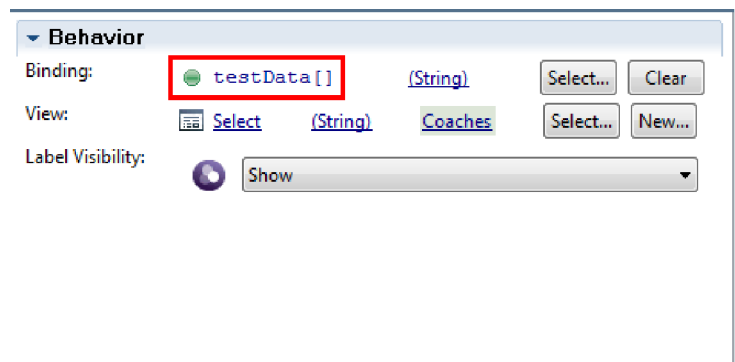 Behavior
Binding: testData[] (String) Select... Clear
View: Select (String) Coaches Select... New...
Label Visibility: Show